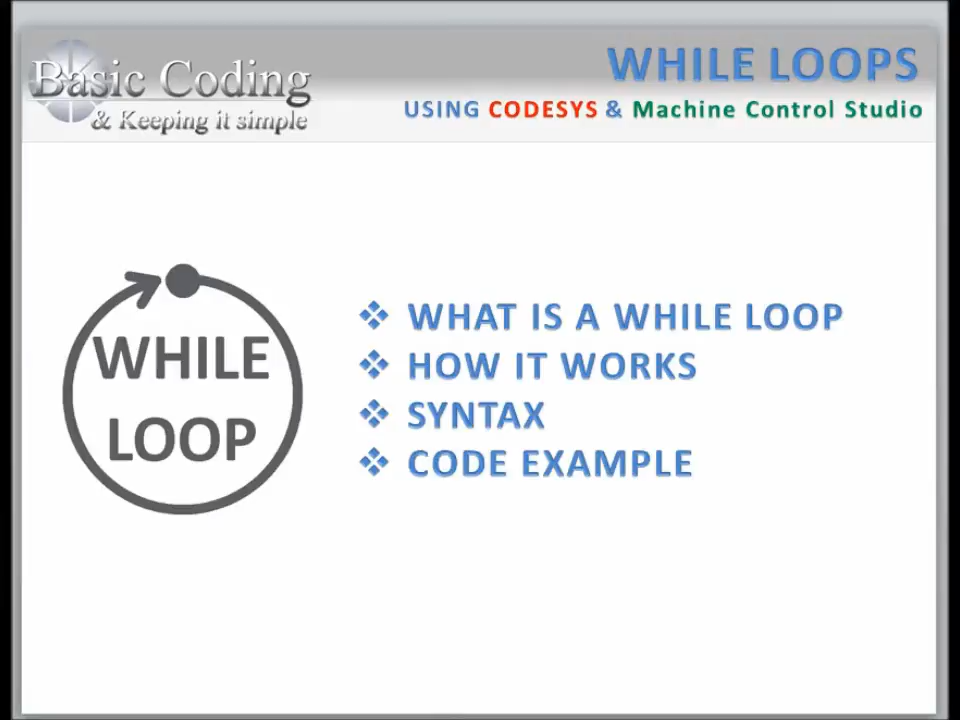 Basic Coding
& Keeping it simple
WHILE LOOPS
USING CODESYS & Machine Control Studio
WHILE
LOOP
WHAT IS A WHILE LOOP
HOW IT WORKS
SYNTAX
CODE EXAMPLE